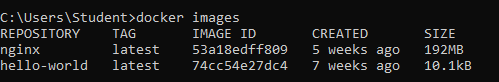 C:\Users\Student>docker images
REPOSITORY TAG IMAGE ID CREATED SIZE
nginx latest 53a18edff809 5 weeks ago 192MB
hello-world latest 74cc54e27dc4 7 weeks ago 10.1kB